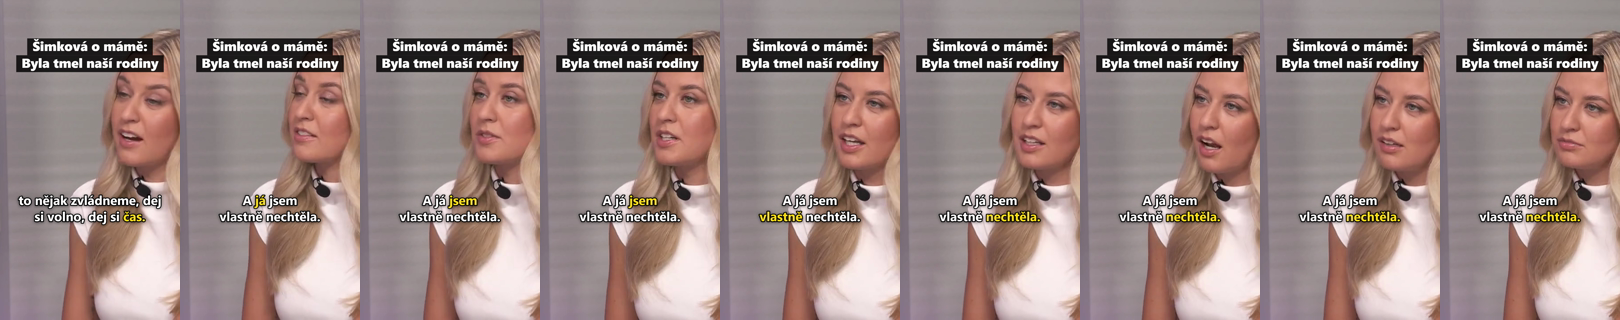 Šimková o mámě:
Byla tmel naší rodiny
to nějak zvládneme, dej
si volno, dej si čas.
Šimková o mámě:
Byla tmel naší rodiny
A já jsem
vlastně nechtěla.
Šimková o mámě:
Byla tmel naší rodiny
A já jsem
vlastně nechtěla.
Šimková o mámě:
Byla tmel naší rodiny
A já jsem
vlastně nechtěla.
Šimková o mámě:
Byla tmel naší rodiny
A já jsem
vlastně nechtěla.
Šimková o mámě:
Byla tmel naší rodiny
A já jsem
vlastně nechtěla.
Šimková o mámě:
Byla tmel naší rodiny
A já jsem
vlastně nechtěla.
Šimková o mámě:
Byla tmel naší rodiny
A já jsem
vlastně nechtěla.
Šimková o mámě:
Byla tmel naší rodiny
A já jsem
vlastně nechtěla.